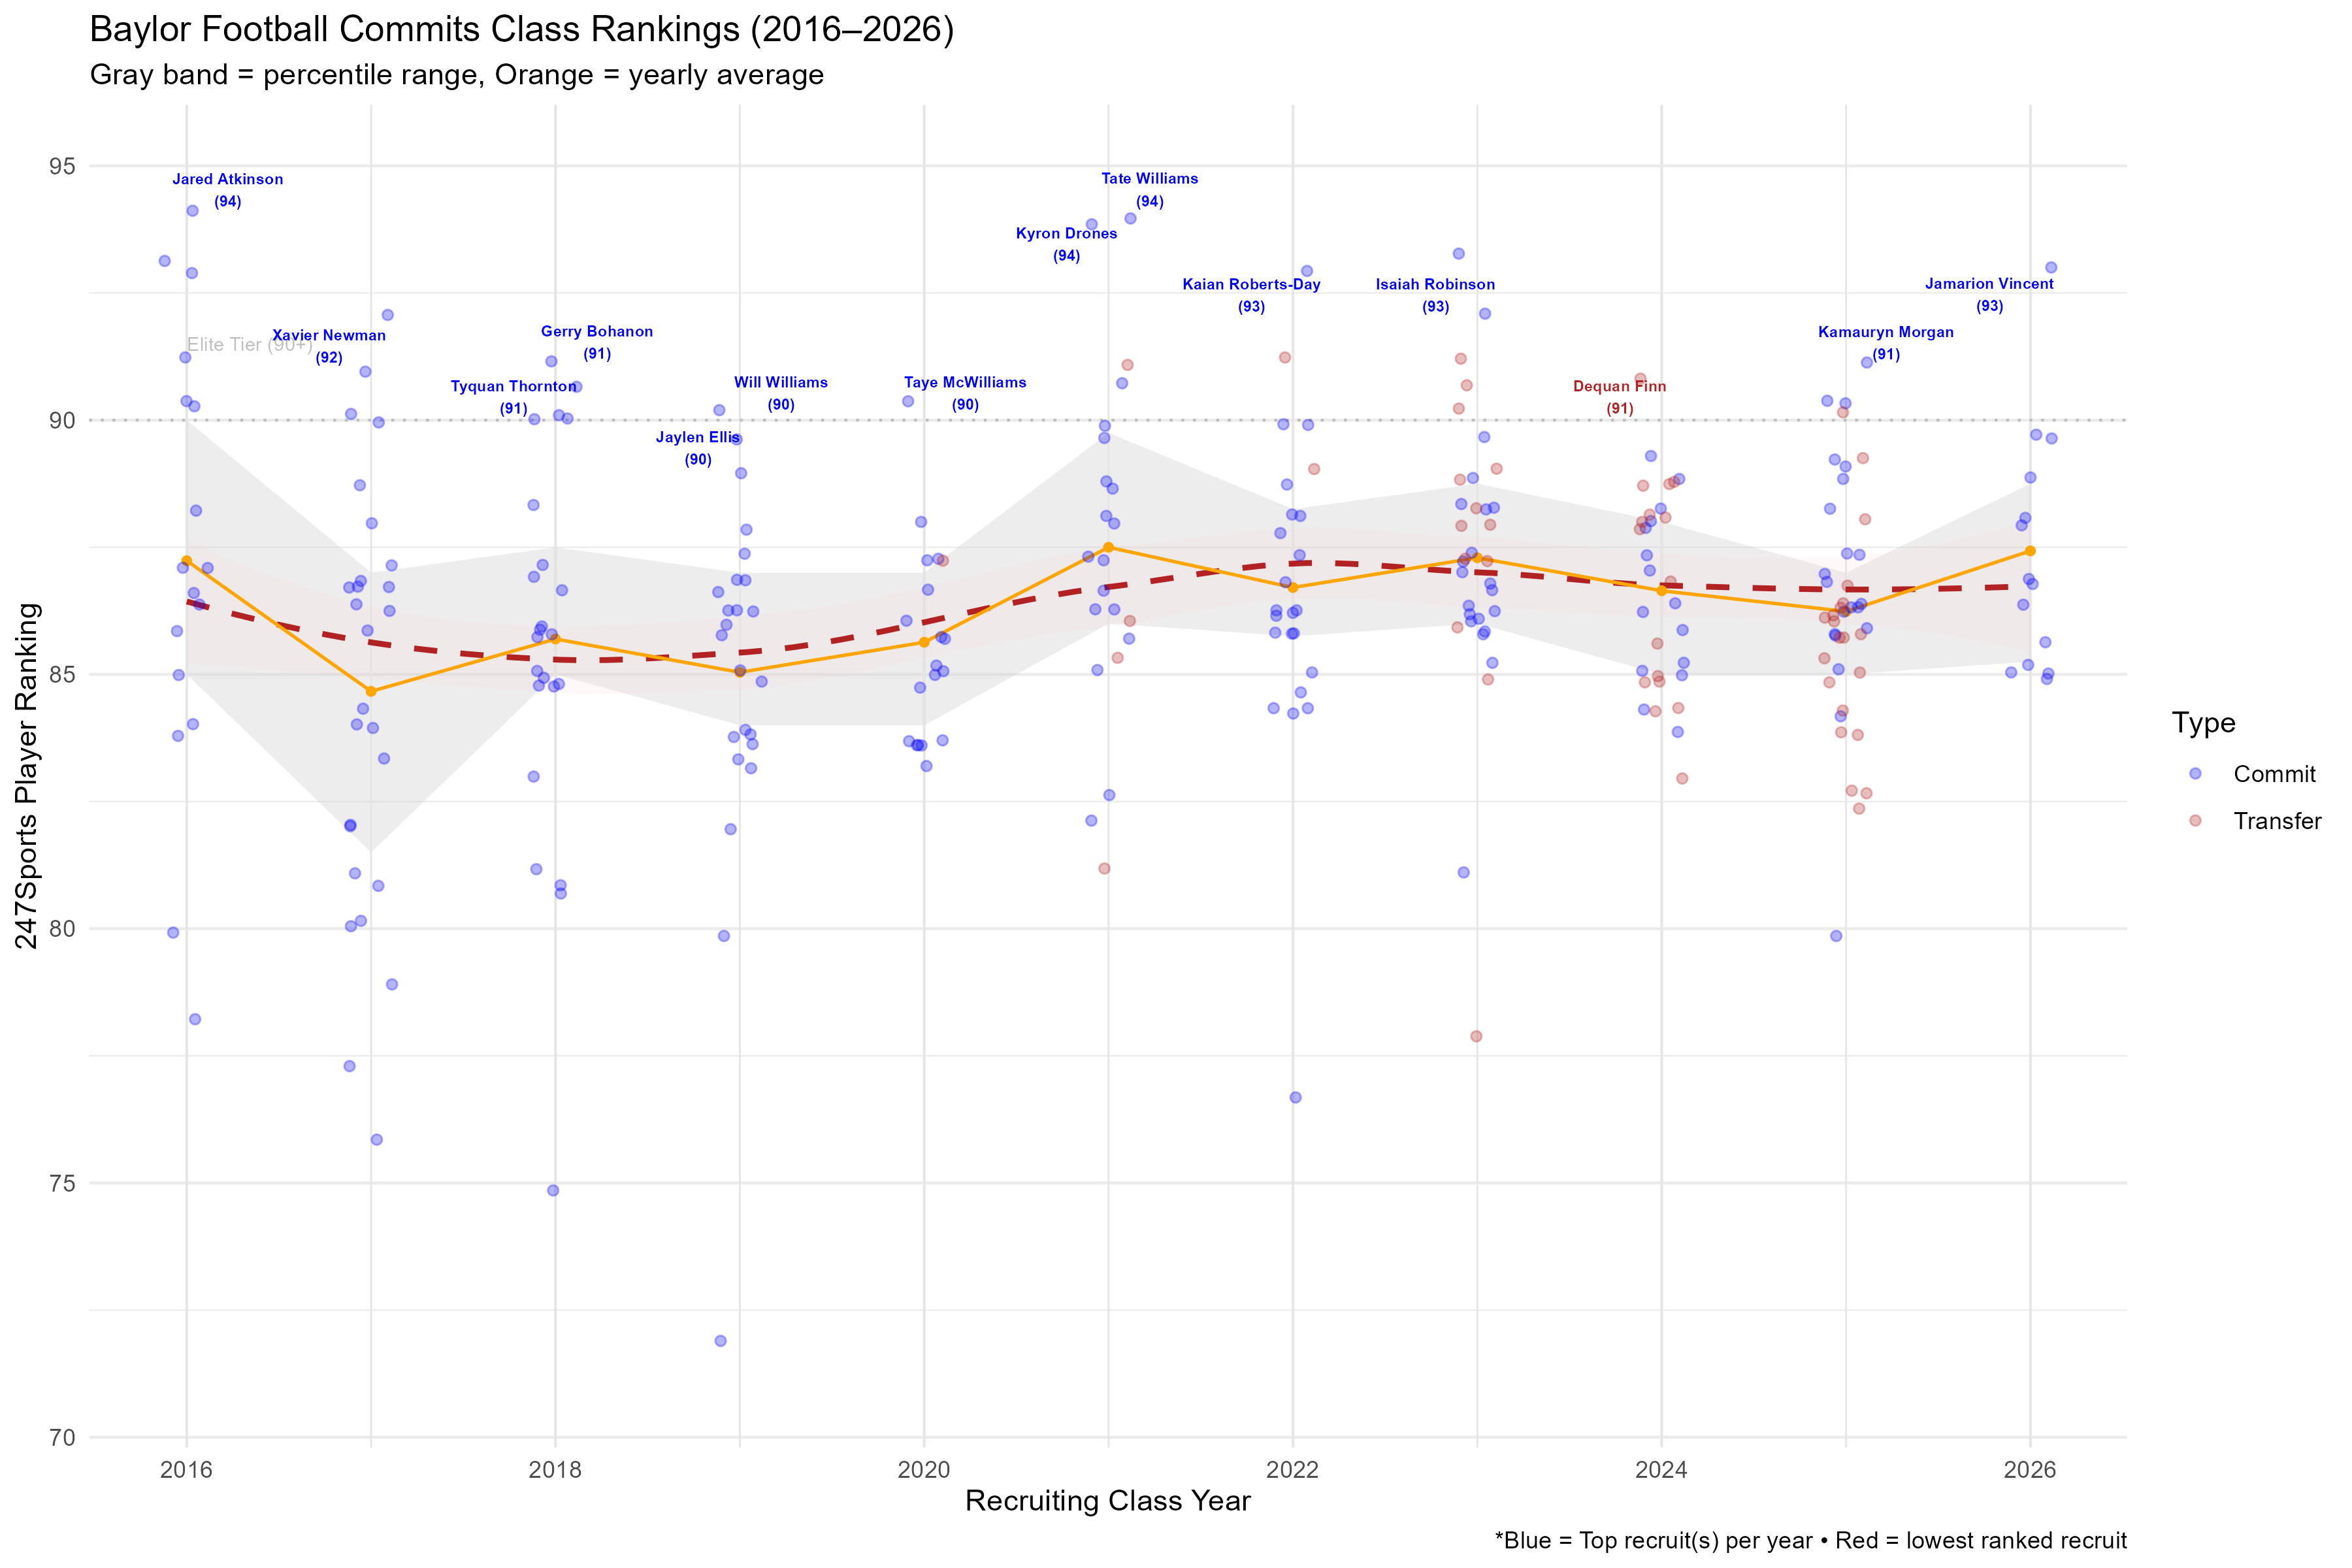 Baylor Football Commits Class Rankings (2016–2026)
Gray band = percentile range, Orange = yearly average
95
90
85
80
75
70
247Sports Player Ranking
Jared Atkinson
(94)
Elite Tier (90+)
Xavier Newman
(92)
Tyquan Thornton
(91)
Gerry Bohanon
(91)
Jaylen Ellis
(90)
Will Williams
(90)
Taye McWilliams
(90)
Kyron Drones
(94)
Tate Williams
(94)
Kaian Roberts-Day
(93)
Isaiah Robinson
(93)
Dequan Finn
(91)
Kamauryn Morgan
(91)
Jamarion Vincent
(93)
Type
Commit
Transfer
2016
2018
2020
2022
2024
2026
Recruiting Class Year
*Blue = Top recruit(s) per year • Red = lowest ranked recruit